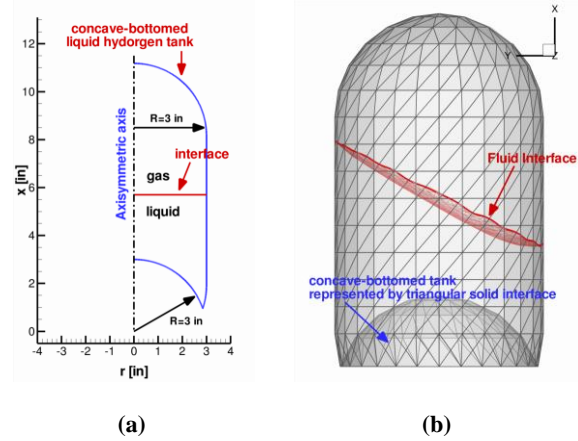 concave-bottomed
liquid hydorgen tank
12
10
8
6
4
2
0
x [in]
Axisymmetric axis
R=3 in
interface
gas
liquid
R=3 in
-4 -3 -2 -1 0 1 2 3 4
r [in]
(a)
X
Y
Z
Fluid Interface
concave-bottomed tank
represented by triangular solid interface
(b)